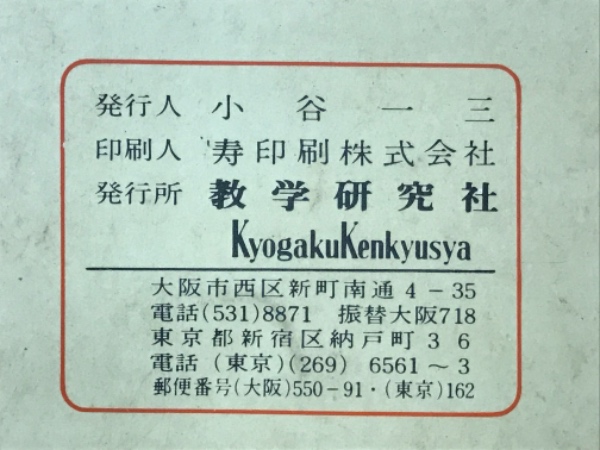 発行人 小谷一三
印刷人 寿印刷株式会社
発行所 教学研究社
KyogakuKenkyusya
大阪市西区新町南通4-35
電話(531)8871 振替大阪718
東京都新宿区納戸町36
電話(東京)(269) 6561~3
郵便番号(大阪)550-91・(東京)162